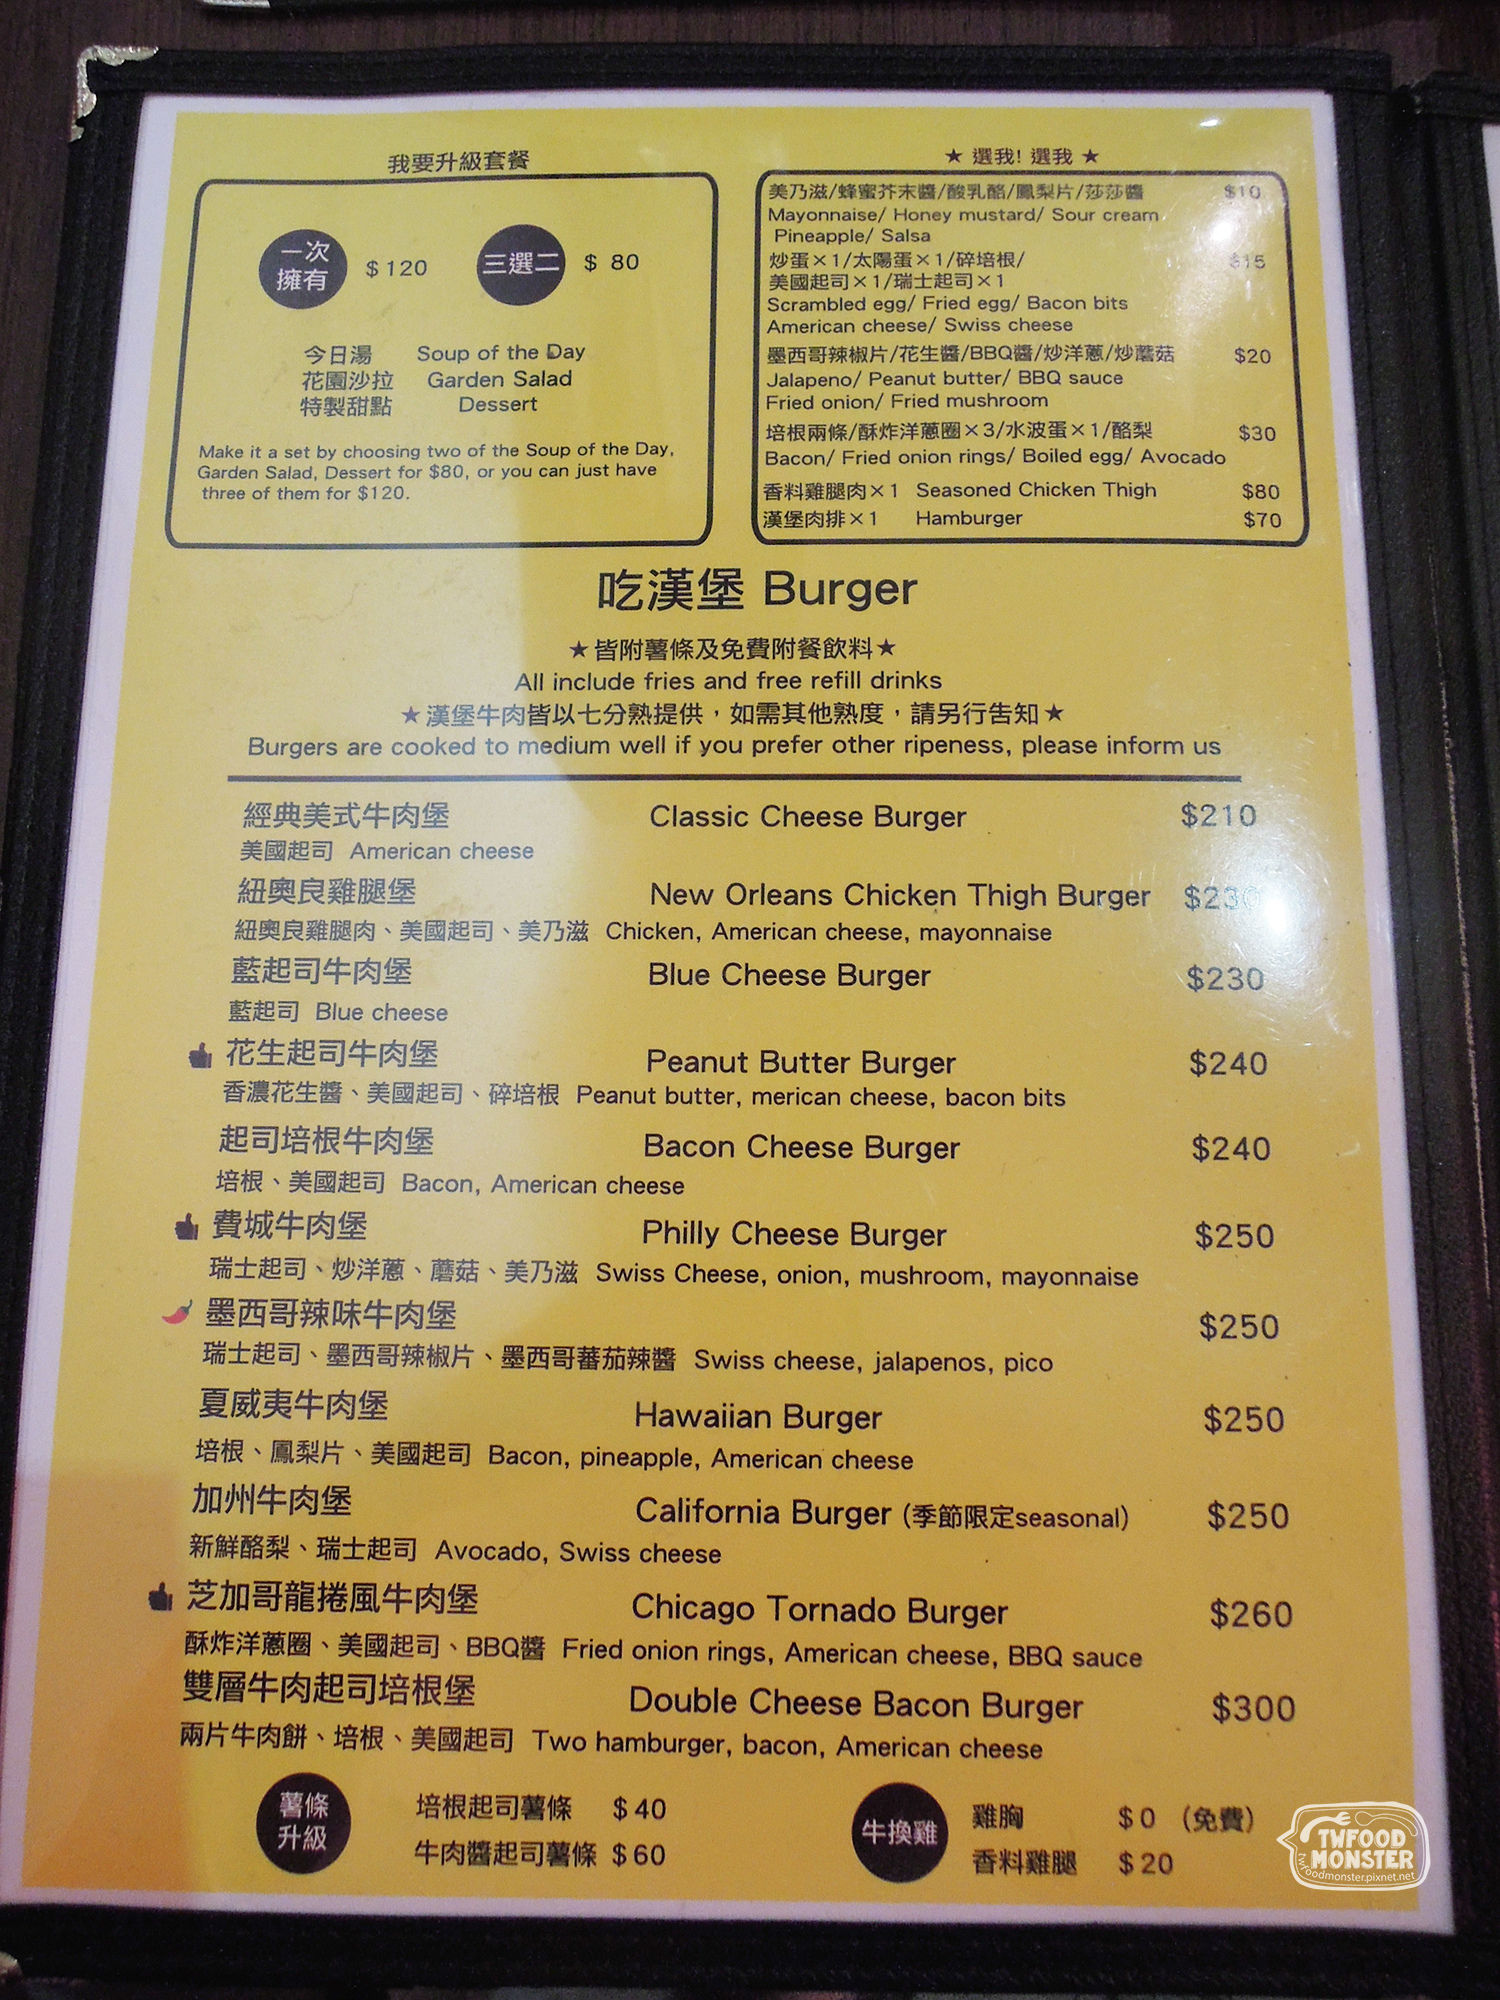 我要升級套餐
一次
擁有
$120
三選二
$ 80
今日湯 Soup of the Day
花園沙拉 Garden Salad
特製甜點 Dessert
Make it a set by choosing two of the Soup of the Day,
Garden Salad, Dessert for $80, or you can just have
three of them for $120.
★ 選我! 選我 ★
美乃滋/蜂蜜芥末醬/酸乳酪/鳳梨片/莎莎醬 $10
Mayonnaise/ Honey mustard/ Sour cream
Pineapple/ Salsa
炒蛋×1/太陽蛋×1/碎培根/ $15
美國起司×1/瑞士起司×1
Scrambled egg/ Fried egg/ Bacon bits
American cheese/ Swiss cheese
墨西哥辣椒片/花生醬/BBQ醬/炒洋蔥/炒蘑菇 $20
Jalapeno/ Peanut butter/ BBQ sauce
Fried onion/ Fried mushroom
培根兩條/酥炸洋蔥圈×3/水波蛋×1/酪梨 $30
Bacon/ Fried onion rings/ Boiled egg/ Avocado
香料雞腿肉×1 Seasoned Chicken Thigh $80
漢堡肉排×1 Hamburger $70
吃漢堡 Burger
★皆附薯條及免費附餐飲料★
All include fries and free refill drinks
★漢堡牛肉皆以七分熟提供，如需其他熟度，請另行告知★
Burgers are cooked to medium well if you prefer other ripeness, please inform us
經典美式牛肉堡 Classic Cheese Burger $210
美國起司 American cheese
紐奧良雞腿堡 New Orleans Chicken Thigh Burger $230
紐奧良雞腿肉、美國起司、美乃滋 Chicken, American cheese, mayonnaise
藍起司牛肉堡 Blue Cheese Burger $230
藍起司 Blue cheese
花生起司牛肉堡 Peanut Butter Burger $240
香濃花生醬、美國起司、碎培根 Peanut butter, merican cheese, bacon bits
起司培根牛肉堡 Bacon Cheese Burger $240
培根、美國起司 Bacon, American cheese
費城牛肉堡 Philly Cheese Burger $250
瑞士起司、炒洋蔥、蘑菇、美乃滋 Swiss Cheese, onion, mushroom, mayonnaise
墨西哥辣味牛肉堡 $250
瑞士起司、墨西哥辣椒片、墨西哥蕃茄辣醬 Swiss cheese, jalapenos, pico
夏威夷牛肉堡 Hawaiian Burger $250
培根、鳳梨片、美國起司 Bacon, pineapple, American cheese
加州牛肉堡 California Burger (季節限定seasonal) $250
新鮮酪梨、瑞士起司 Avocado, Swiss cheese
芝加哥龍捲風牛肉堡 Chicago Tornado Burger $260
酥炸洋蔥圈、美國起司、BBQ醬 Fried onion rings, American cheese, BBQ sauce
雙層牛肉起司培根堡 Double Cheese Bacon Burger $300
兩片牛肉餅、培根、美國起司 Two hamburger, bacon, American cheese
薯條
升級
培根起司薯條 $40
牛肉醬起司薯條 $60
牛換雞
雞胸 $0 (免費)
香料雞腿 $20
TWFOOD
MONSTER
twfoodmonster.pixnet.net